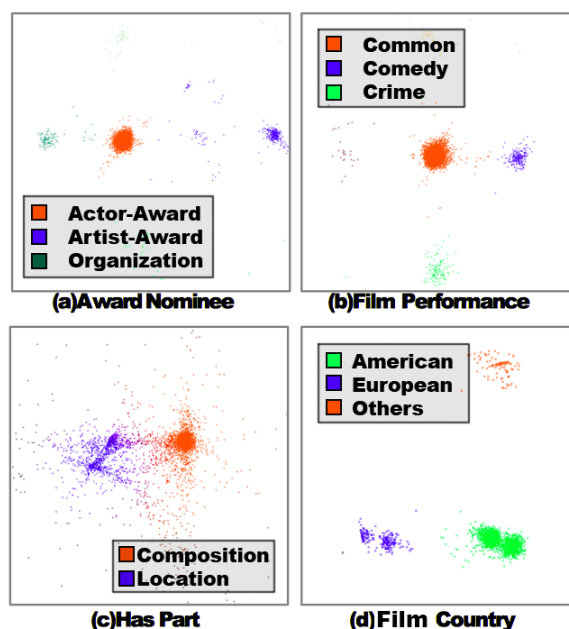 Actor-Award
Artist-Award
Organization
(a)Award Nominee
Common
Comedy
Crime
(b)Film Performance
Composition
Location
(c)Has Part
American
European
Others
(d)Film Country